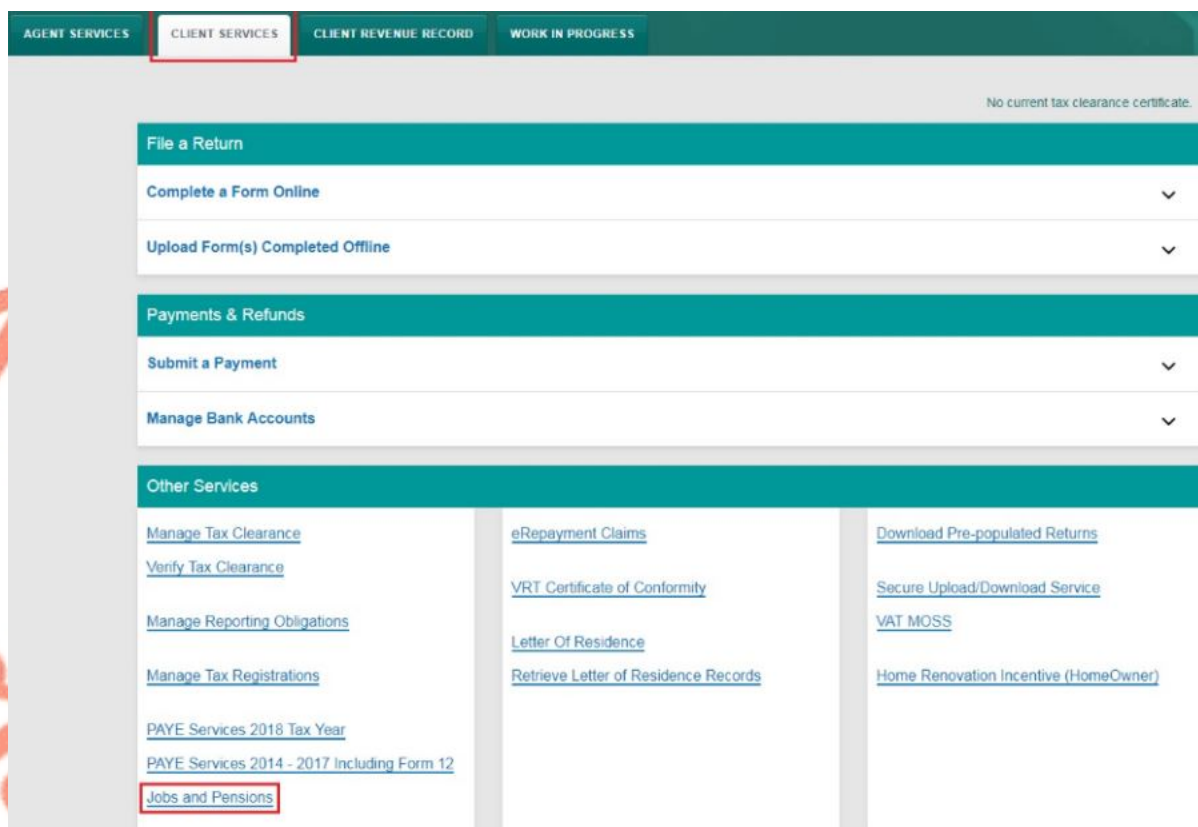 AGENT SERVICES CLIENT SERVICES CLIENT REVENUE RECORD WORK IN PROGRESS
No current tax clearance certificate.
File a Return
Complete a Form Online
Upload Form(s) Completed Offline
Payments & Refunds
Submit a Payment
Manage Bank Accounts
Other Services
Manage Tax Clearance
Verify Tax Clearance
Manage Reporting Obligations
Manage Tax Registrations
PAYE Services 2018 Tax Year
PAYE Services 2014 - 2017 Including Form 12
Jobs and Pensions
eRepayment Claims
VRT Certificate of Conformity
Letter Of Residence
Retrieve Letter of Residence Records
Download Pre-populated Returns
Secure Upload/Download Service
VAT MOSS
Home Renovation Incentive (HomeOwner)